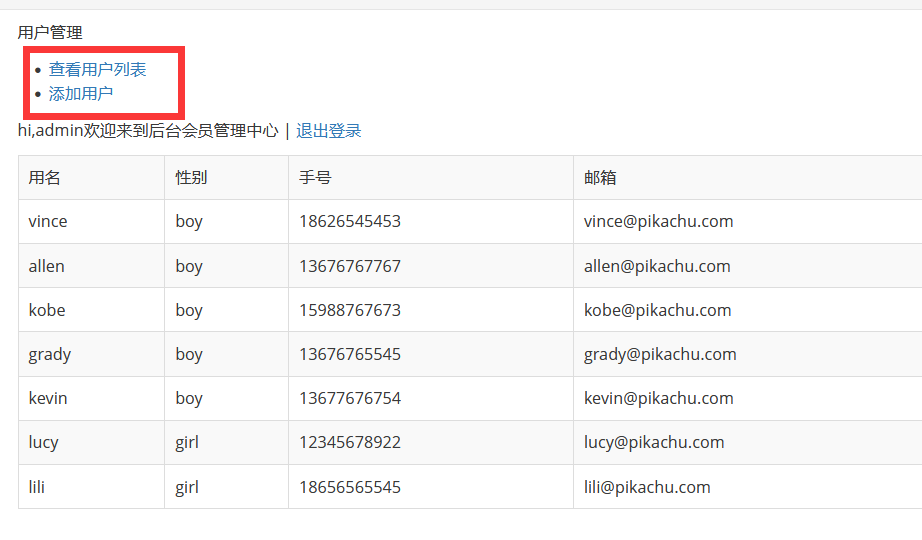 用户管理
查看用户列表
添加用户
hi,admin欢迎来到后台会员管理中心 | 退出登录
用名 性别 手号 邮箱
vince boy 18626545453 vince@pikachu.com
allen boy 13676767767 allen@pikachu.com
kobe boy 15988767673 kobe@pikachu.com
grady boy 13676765545 grady@pikachu.com
kevin boy 13677676754 kevin@pikachu.com
lucy girl 12345678922 lucy@pikachu.com
lili girl 18656565545 lili@pikachu.com